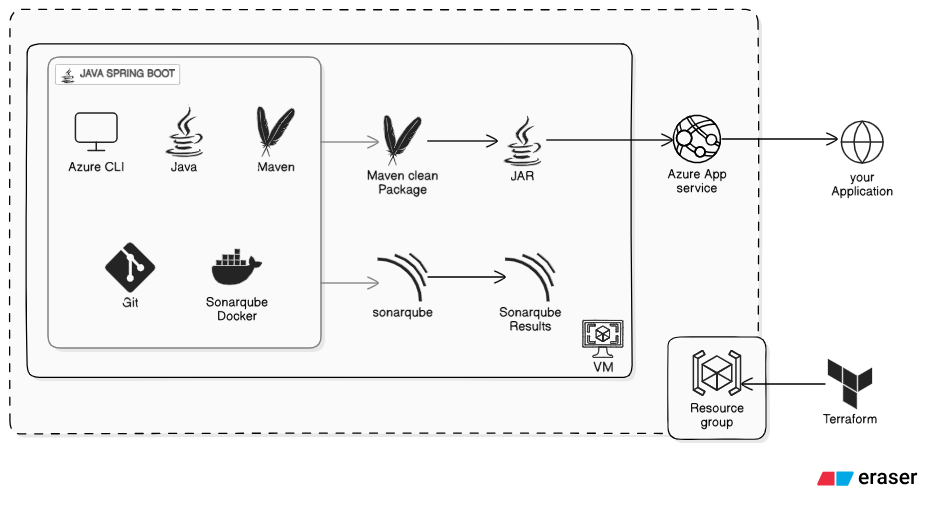 JAVA SPRING BOOT
Azure CLI
Java
Maven
Maven clean
Package
JAR
Azure App
service
your
Application
Git
Sonarqube
Docker
sonarqube
Sonarqube
Results
VM
Resource
group
Terraform
eraser